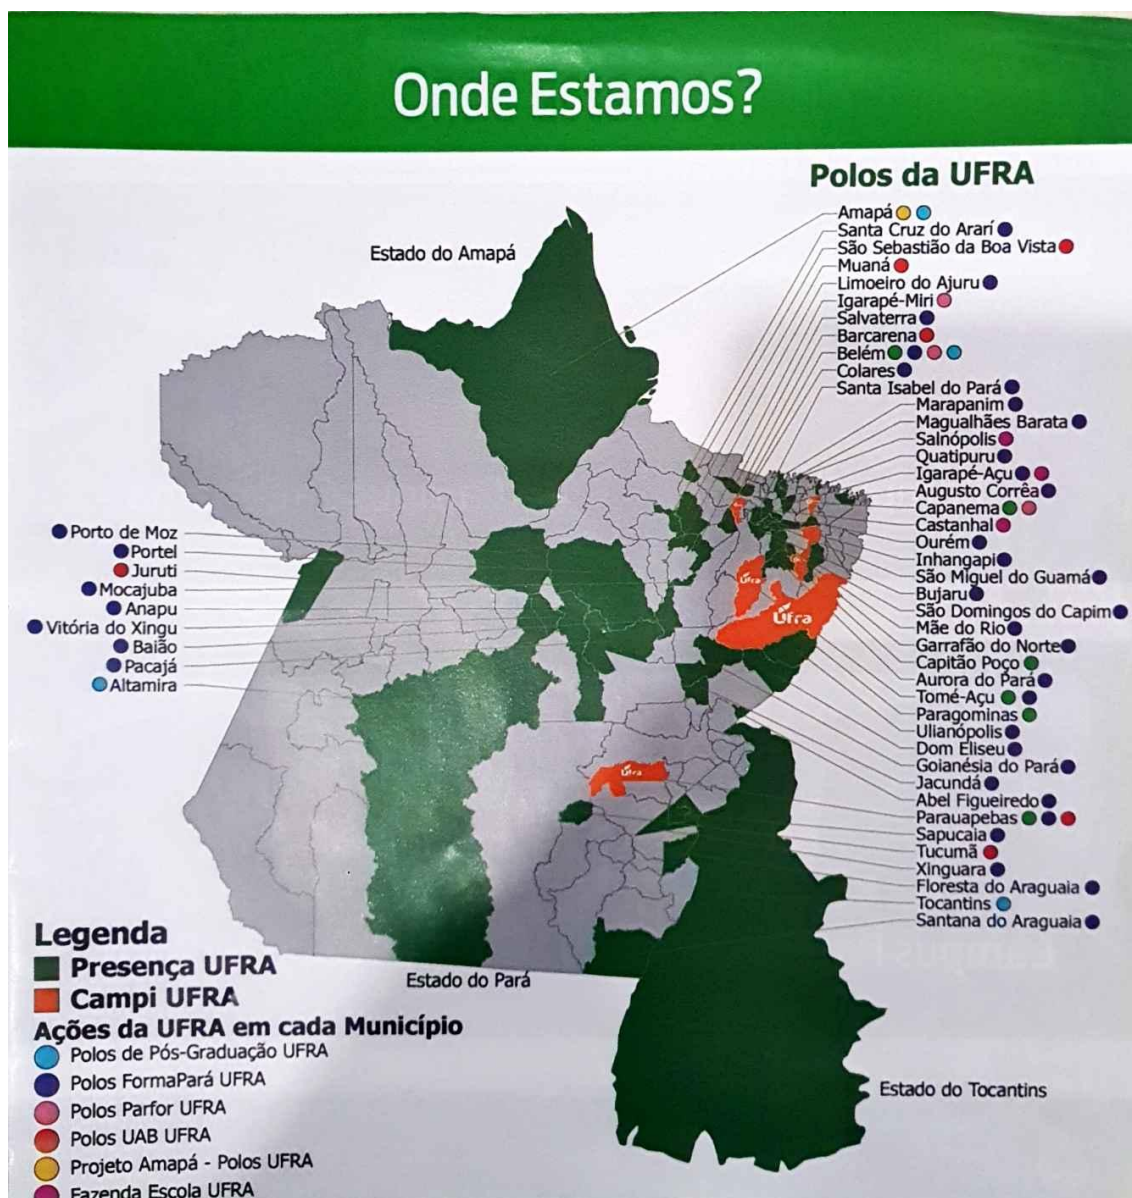 Onde Estamos?
Polos da UFRA
Amapá
Santa Cruz do Ararí
São Sebastião da Boa Vista
Muaná
Limoeiro do Ajuru
Igarapé-Miri
Salvaterra
Barcarena
Belém
Colares
Santa Isabel do Pará
Marapanim
Magualhães Barata
Salnópolis
Quatipuru
Igarapé-Açu
Augusto Corrêa
Capanema
Castanhal
Ourém
Inhangapi
São Miguel do Guamá
Bujaru
São Domingos do Capim
Mãe do Rio
Garrafão do Norte
Capitão Poço
Aurora do Pará
Tomé-Açu
Paragominas
Ulianópolis
Dom Eliseu
Goianésia do Pará
Jacundá
Abel Figueiredo
Parauapebas
Sapucaia
Tucumã
Xinguara
Floresta do Araguaia
Tocantins
Santana do Araguaia
Estado do Amapá
Porto de Moz
Portel
Juruti
Mocajuba
Anapu
Vitória do Xingu
Baião
Pacajá
Altamira
Ufra
Ufra
Ufra
Estado do Pará
Estado do Tocantins
Legenda
Presença UFRA
Campi UFRA
Ações da UFRA em cada Município
Polos de Pós-Graduação UFRA
Polos FormaPará UFRA
Polos Parfor UFRA
Polos UAB UFRA
Projeto Amapá - Polos UFRA
Fazenda Escola UFRA